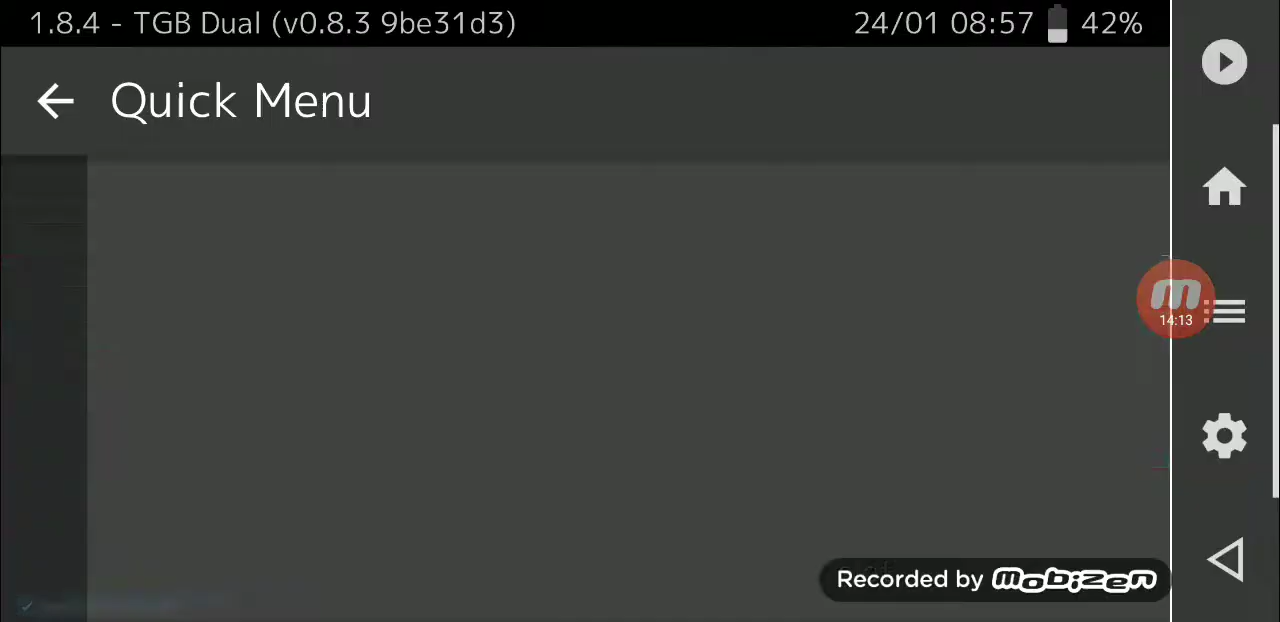 1.8.4 - TGB Dual (v0.8.3 9be31d3)
24/01 08:57 42%
Quick Menu
14:13
Recorded by mobizen